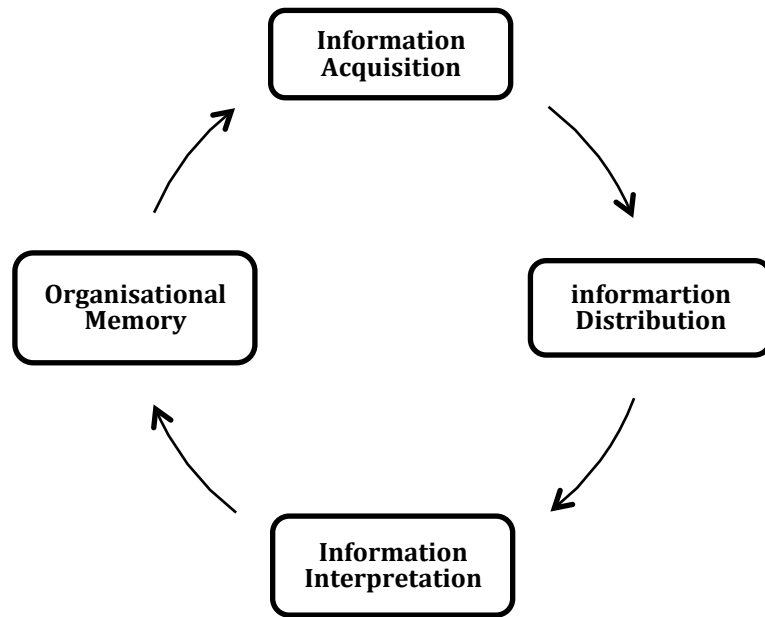 Information
Acquisition
Organisational
Memory
informartion
Distribution
Information
Interpretation